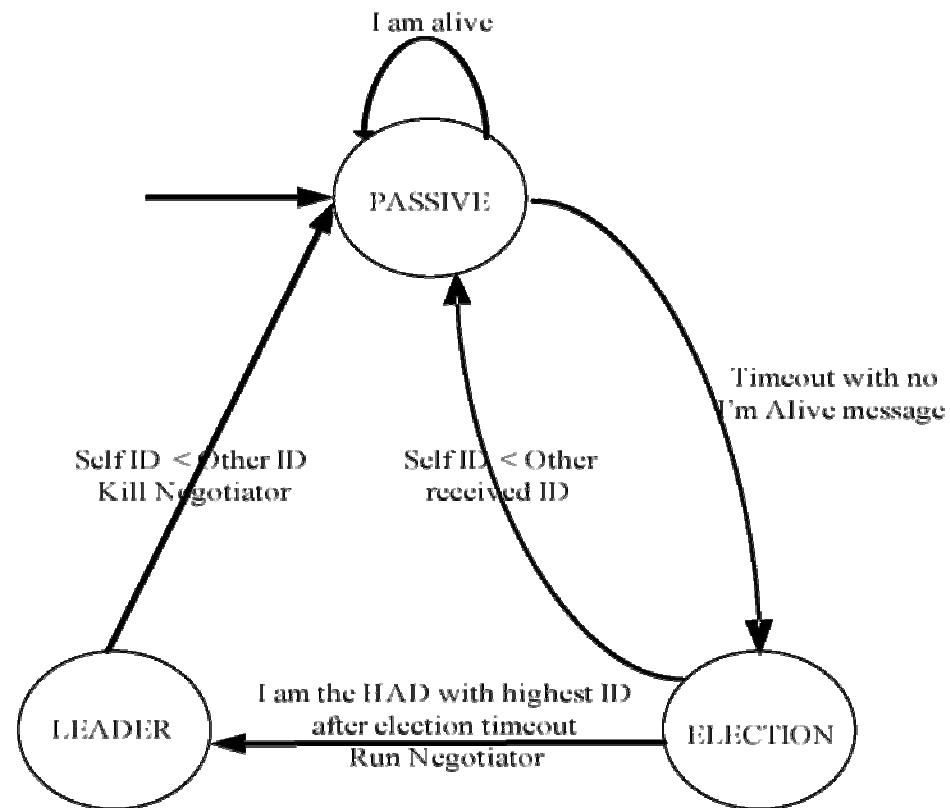 I am alive
PASSIVE
Timeout with no
I'm Alive message
Self ID < Other ID
Kill Negotiator
Self ID < Other
received ID
I am the HAD with highest ID
after election timeout
Run Negotiator
LEADER
ELECTION